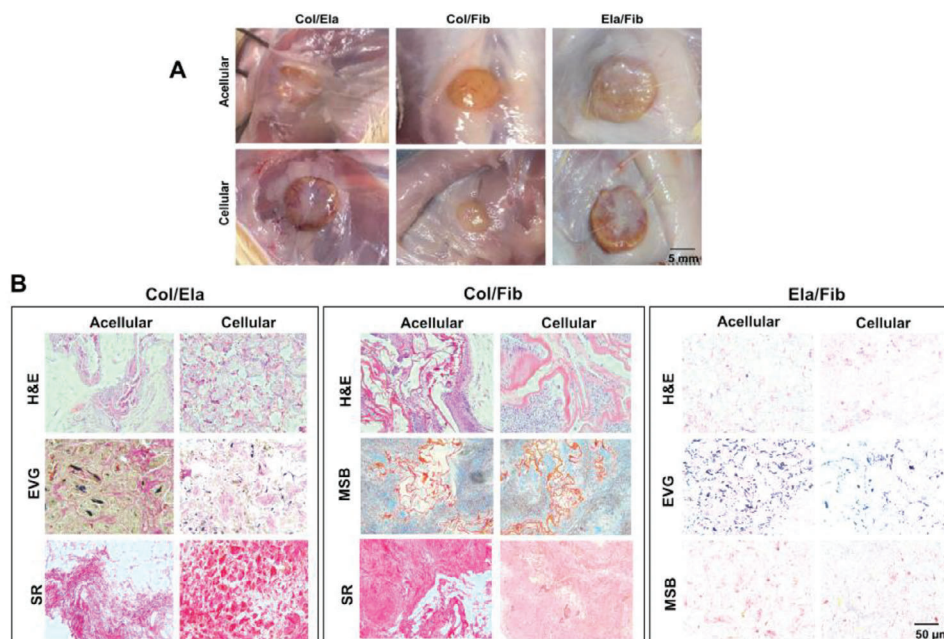 Col/Ela Col/Fib Ela/Fib
A
Acellular
Cellular
5 mm
B
Col/Ela Col/Fib Ela/Fib
Acellular Cellular Acellular Cellular Acellular Cellular
H&E H&E H&E
EVG MSB EVG
SR SR MSB
50 µm